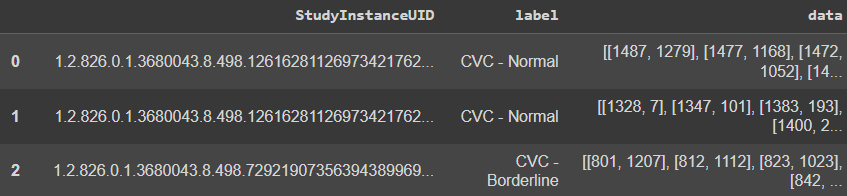 StudyInstanceUID label data
0 1.2.826.0.1.3680043.8.498.12616281126973421762... CVC - Normal [[1487, 1279], [1477, 1168], [1472, 1052], [14...
1 1.2.826.0.1.3680043.8.498.12616281126973421762... CVC - Normal [[1328, 7], [1347, 101], [1383, 193], [1400, 2...
2 1.2.826.0.1.3680043.8.498.72921907356394389969... CVC - Borderline [[801, 1207], [812, 1112], [823, 1023], [842, ...